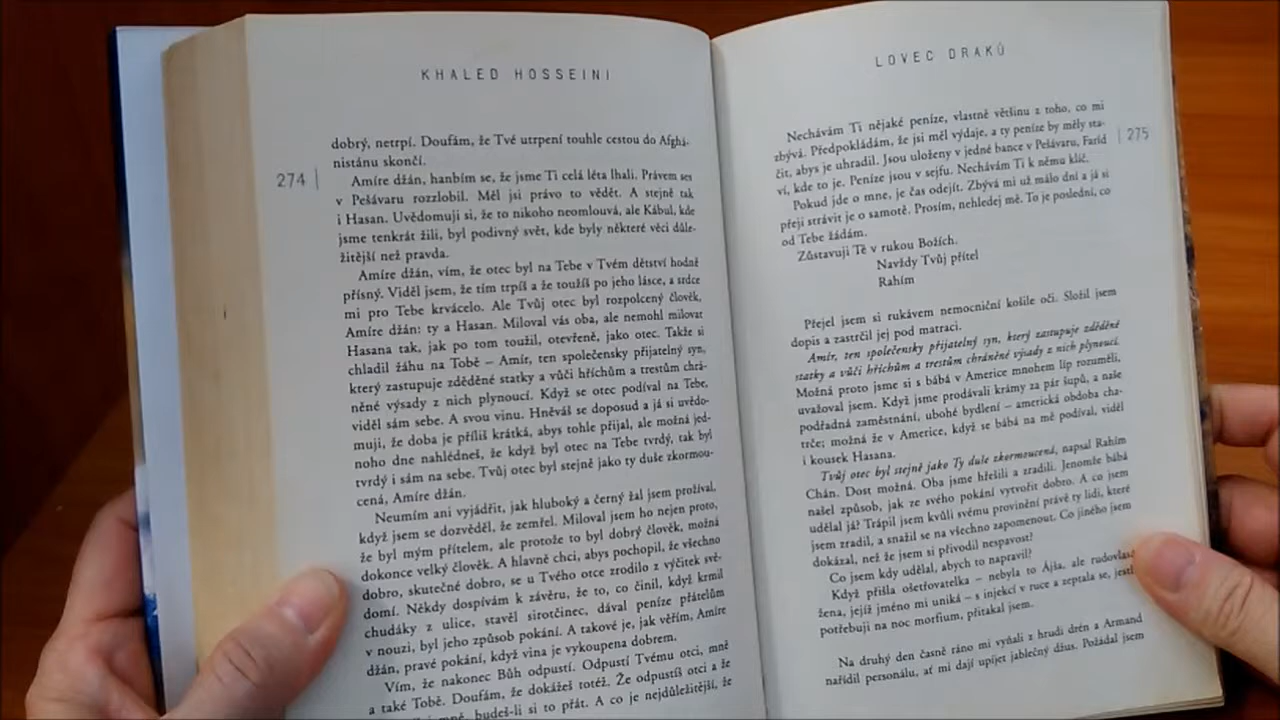 KHALED HOSSEINI
274
dobrý, netrpí. Doufám, že Tvé utrpení touhle cestou do Afghá-
nistánu skončí.
Amíre džán, hanbím se, že jsme Ti celá léta lhali. Právem ses
v Pešávaru rozzlobil. Měl jsi právo to vědět. A stejně tak
i Hasan. Uvědomuji si, že to nikoho neomlouvá, ale Kábul, kde
jsme tenkrát žili, byl podivný svět, kde byly některé věci důle-
žitější než pravda.
Amíre džán, vím, že otec byl na Tebe v Tvém dětství hodně
přísný. Viděl jsem, že tím trpíš a že toužíš po jeho lásce, a srdce
mi pro Tebe krvácelo. Ale Tvůj otec byl rozpolcený člověk,
Amíre džán: ty a Hasan. Miloval vás oba, ale nemohl milovat
Hasana tak, jak po tom toužil, otevřeně, jako otec. Takže si
chladil žáhu na Tobě – Amír, ten společensky přijatelný syn,
který zastupuje zděděné statky a vůči hříchům a trestům chrá-
něné výsady z nich plynoucí. Když se otec podíval na Tebe,
viděl sám sebe. A svou vinu. Hněváš se doposud a já si uvědo-
muji, že doba je příliš krátká, abys tohle přijal, ale možná jed-
noho dne nahlédneš, že když byl otec na Tebe tvrdý, tak byl
tvrdý i sám na sebe. Tvůj otec byl stejně jako ty duše zkormou-
cená, Amíre džán.
Neumím ani vyjádřit, jak hluboký a černý žal jsem prožíval,
když jsem se dozvěděl, že zemřel. Miloval jsem ho nejen proto,
že byl mým přítelem, ale protože to byl dobrý člověk, možná
dokonce velký člověk. A hlavně chci, abys pochopil, že všechno
dobro, skutečné dobro, se u Tvého otce zrodilo z výčitek svě-
domí. Někdy dospívám k závěru, že to, co činil, když krmil
chudáky z ulice, stavěl sirotčinec, dával peníze přátelům
v nouzi, byl jeho způsob pokání. A takové je, jak věřím, Amíre
džán, pravé pokání, když vina je vykoupena dobrem.
Vím, že nakonec Bůh odpustí. Odpustí Tvému otci, mně
a také Tobě. Doufám, že dokážeš totéž. Že odpustíš otci a že
mně, budeš-li si to přát. A co je nejdůležitější, že
LOVEC DRAKŮ
275
Nechávám Ti nějaké peníze, vlastně většinu z toho, co mi
zbývá. Předpokládám, že jsi měl výdaje, a ty peníze by měly sta-
čit, abys je uhradil. Jsou uloženy v jedné bance v Pešávaru, Faríd
ví, kde to je. Peníze jsou v sejfu. Nechávám Ti k němu klíč.
Pokud jde o mne, je čas odejít. Zbývá mi už málo dní a já si
přeji strávit je o samotě. Prosím, nehledej mě. To je poslední, co
od Tebe žádám.
Zůstavuji Tě v rukou Božích.
Navždy Tvůj přítel
Rahím
Přejel jsem si rukávem nemocniční košile oči. Složil jsem
dopis a zastrčil jej pod matraci.
Amír, ten společensky přijatelný syn, který zastupuje zděděné
statky a vůči hříchům a trestům chráněné výsady z nich plynoucí.
Možná proto jsme si s bábá v Americe mnohem líp rozuměli,
uvažoval jsem. Když jsme prodávali krámy za pár šupů, a naše
podřadná zaměstnání, ubohé bydlení – americká obdoba cha-
trče; možná že v Americe, když se bábá na mě podíval, viděl
i kousek Hasana.
Tvůj otec byl stejně jako Ty duše zkormoucená, napsal Rahím
Chán. Dost možná. Oba jsme hřešili a zradili. Jenomže bábá
našel způsob, jak ze svého pokání vytvořit dobro. A co jsem
udělal já? Trápil jsem kvůli svému provinění právě ty lidi, které
jsem zradil, a snažil se na všechno zapomenout. Co jiného jsem
dokázal, než že jsem si přivodil nespavost?
Co jsem kdy udělal, abych to napravil?
Když přišla ošetřovatelka – nebyla to Ájša, ale rudovlasá
žena, jejíž jméno mi uniká – s injekcí v ruce a zeptala se, jestli
potřebuji na noc morfium, přitakal jsem.
Na druhý den časně ráno mi vyňali z hrudi drén a Armand
nařídil personálu, ať mi dají upíjet jablečný džus. Požádal jsem